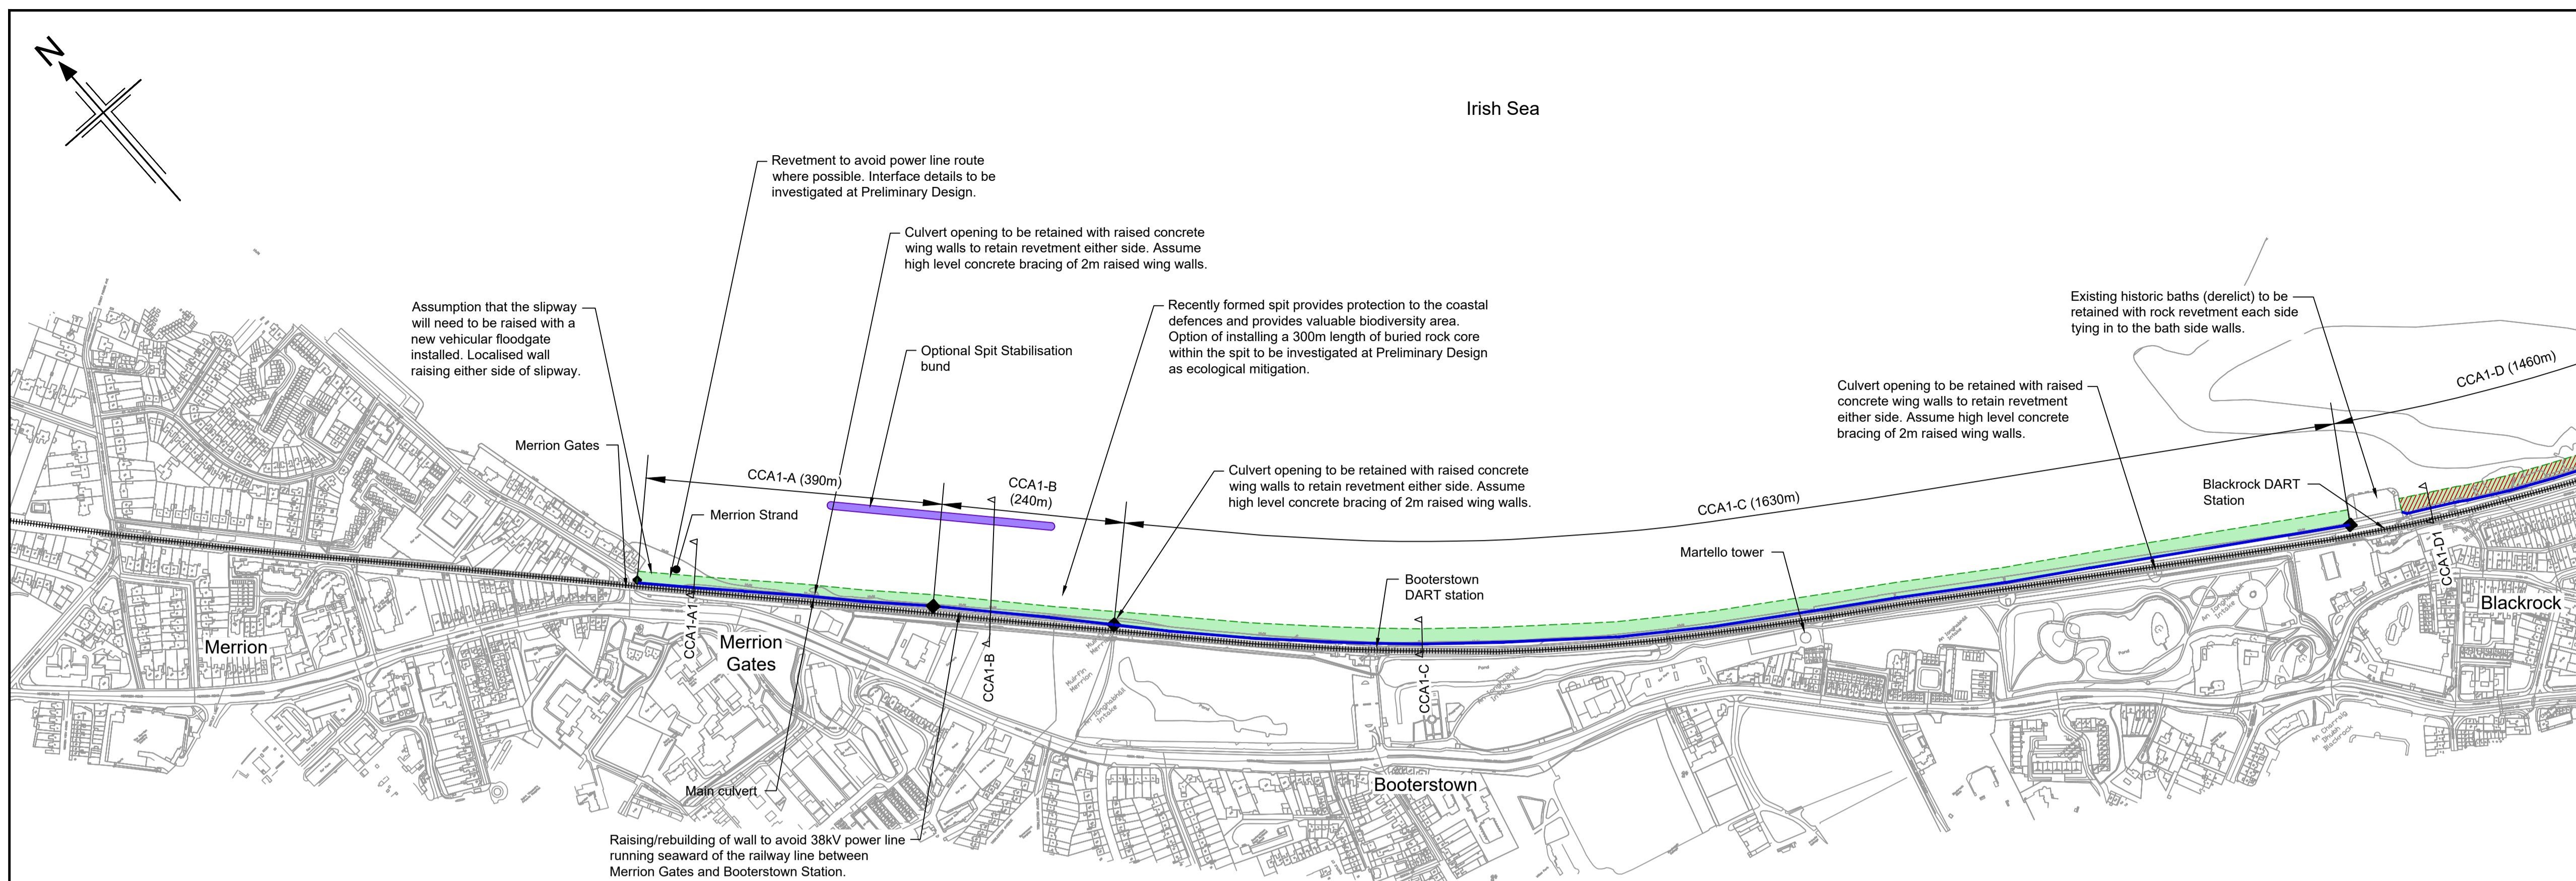 N
Irish Sea
Revetment to avoid power line route
where possible. Interface details to be
investigated at Preliminary Design.
Culvert opening to be retained with raised concrete
wing walls to retain revetment either side. Assume
high level concrete bracing of 2m raised wing walls.
Assumption that the slipway
will need to be raised with a
new vehicular floodgate
installed. Localised wall
raising either side of slipway.
Optional Spit Stabilisation
bund
Recently formed spit provides protection to the coastal
defences and provides valuable biodiversity area.
Option of installing a 300m length of buried rock core
within the spit to be investigated at Preliminary Design
as ecological mitigation.
Existing historic baths (derelict) to be
retained with rock revetment each side
tying in to the bath side walls.
Culvert opening to be retained with raised
concrete wing walls to retain revetment
either side. Assume high level concrete
bracing of 2m raised wing walls.
CCA1-D (1460m)
Merrion Gates
CCA1-A (390m)
CCA1-B
(240m)
Culvert opening to be retained with raised concrete
wing walls to retain revetment either side. Assume
high level concrete bracing of 2m raised wing walls.
CCA1-C (1630m)
Blackrock DART
Station
Merrion Strand
Martello tower
Booterstown
DART station
CCA1-A1
CCA1-B
CCA1-C
CCA1-D1
Merrion
Merrion
Gates
Blackrock
Booterstown
Main culvert
Raising/rebuilding of wall to avoid 38kV power line
running seaward of the railway line between
Merrion Gates and Booterstown Station.